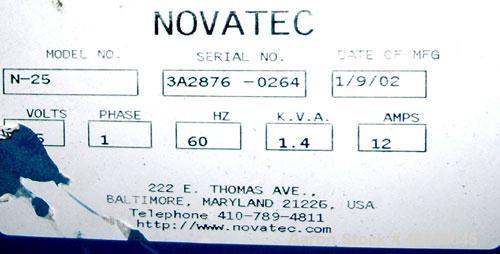 NOVATEC
MODEL NO. SERIAL NO. DATE OF MFG
N-25 3A2876 -0264 1/9/02
VOLTS PHASE HZ K.V.A. AMPS
5 1 60 1.4 12
222 E. THOMAS AVE.,
BALTIMORE, MARYLAND 21226, USA
Telephone 410-789-4811
http://www.novatec.com